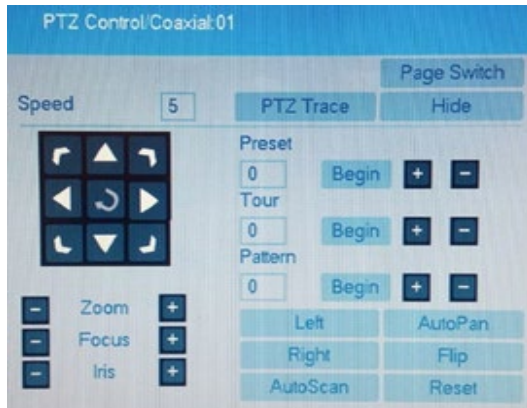 PTZ Control/Coaxial:01
Page Switch
Speed 5 PTZ Trace Hide
Preset
0 Begin + -
Tour
0 Begin + -
Pattern
0 Begin + -
- Zoom +
- Focus +
- Iris +
Left AutoPan
Right Flip
AutoScan Reset